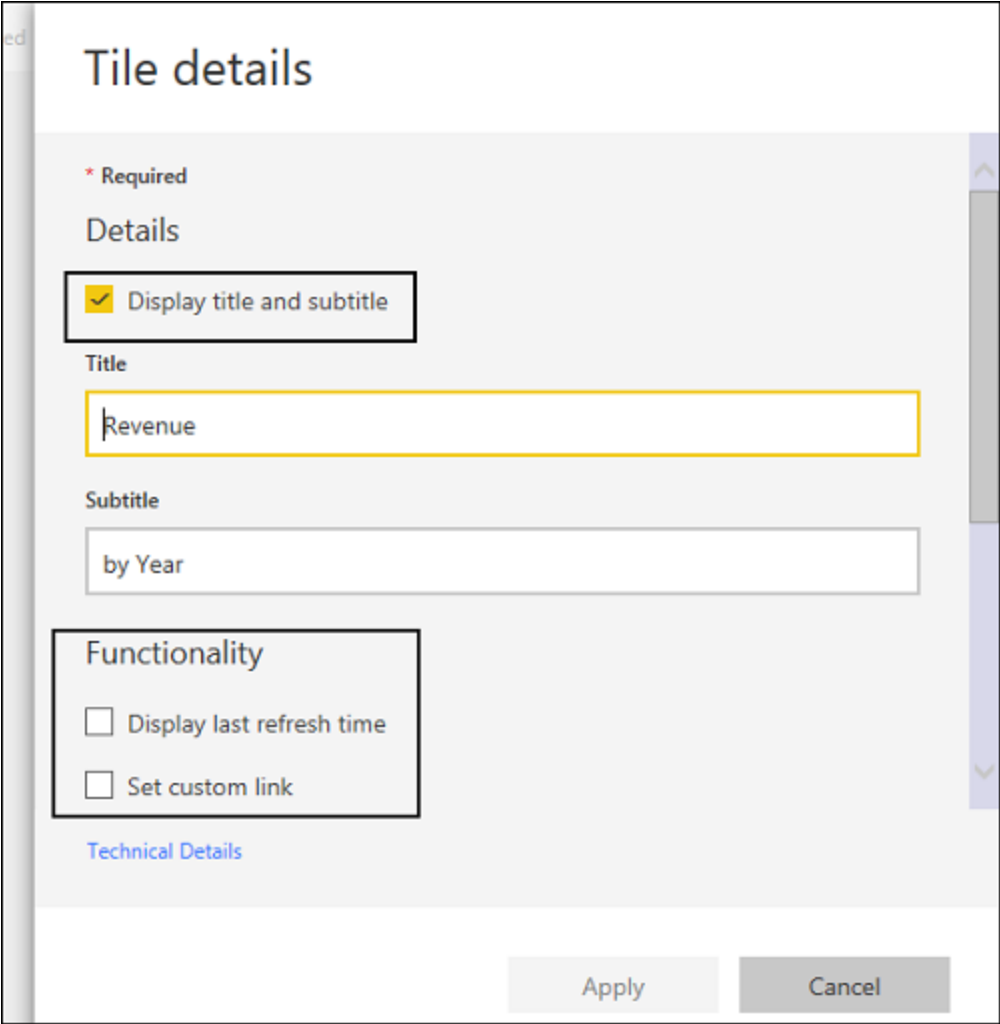 ed
Tile details
* Required
Details
Display title and subtitle
Title
Revenue
Subtitle
by Year
Functionality
Display last refresh time
Set custom link
Technical Details
Apply Cancel